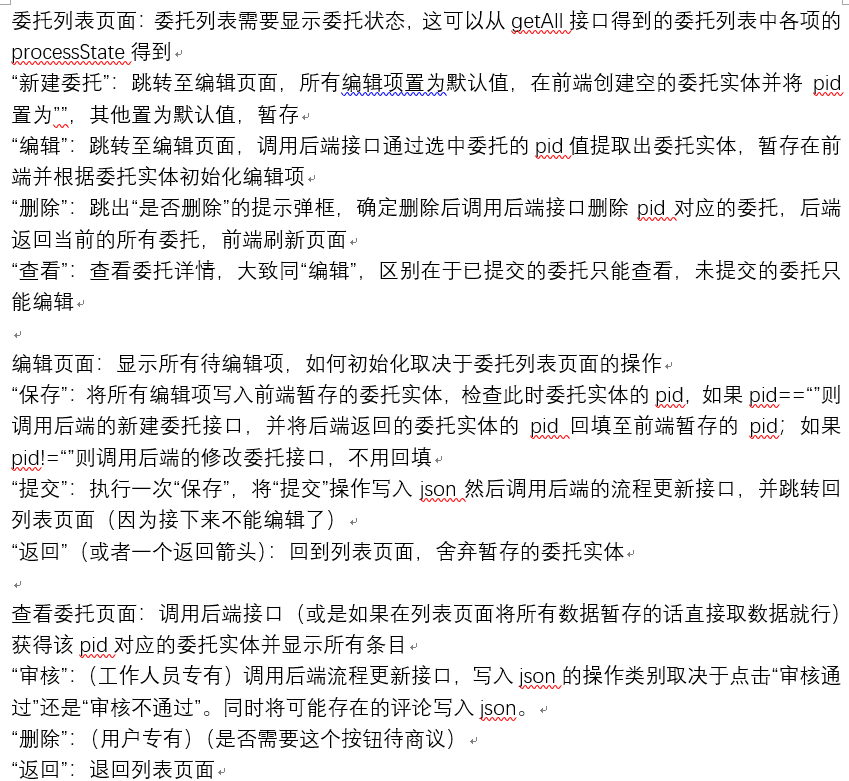 委托列表页面：委托列表需要显示委托状态，这可以从 getAll 接口得到的委托列表中各项的
processState 得到
“新建委托”：跳转至编辑页面，所有编辑项置为默认值，在前端创建空的委托实体并将 pid
置为””，其他置为默认值，暂存
“编辑”：跳转至编辑页面，调用后端接口通过选中委托的 pid 值提取出委托实体，暂存在前
端并根据委托实体初始化编辑项
“删除”：跳出“是否删除”的提示弹框，确定删除后调用后端接口删除 pid 对应的委托，后端
返回当前的所有委托，前端刷新页面
“查看”：查看委托详情，大致同“编辑”，区别在于已提交的委托只能查看，未提交的委托只
能编辑
编辑页面：显示所有待编辑项，如何初始化取决于委托列表页面的操作
“保存”：将所有编辑项写入前端暂存的委托实体，检查此时委托实体的 pid，如果 pid==“”则
调用后端的新建委托接口，并将后端返回的委托实体的 pid 回填至前端暂存的 pid；如果
pid!=“”则调用后端的修改委托接口，不用回填
“提交”：执行一次“保存”，将“提交”操作写入 json 然后调用后端的流程更新接口，并跳转回
列表页面（因为接下来不能编辑了）
“返回”（或者一个返回箭头）：回到列表页面，舍弃暂存的委托实体
查看委托页面：调用后端接口（或是如果在列表页面将所有数据暂存的话直接取数据就行）
获得该 pid 对应的委托实体并显示所有条目
“审核”：（工作人员专有）调用后端流程更新接口，写入 json 的操作类别取决于点击“审核通
过”还是“审核不通过”。同时将可能存在的评论写入 json。
“删除”：（用户专有）（是否需要这个按钮待商议）
“返回”：退回列表页面